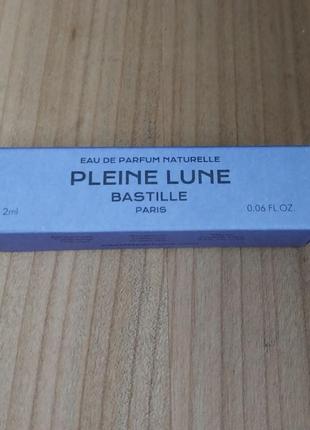 EAU DE PARFUM NATURELLE
PLEINE LUNE
BASTILLE
PARIS
2ml
0.06 FL.OZ.